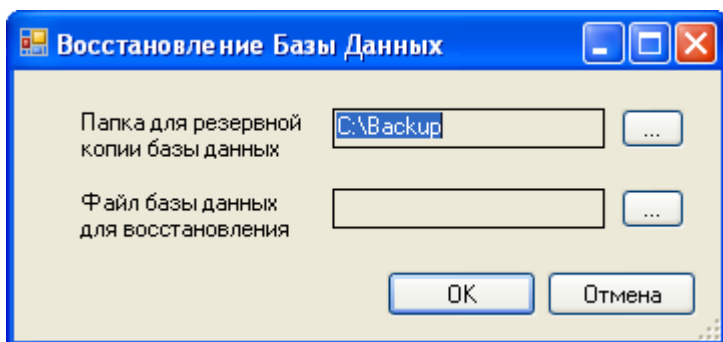 Восстановление Базы Данных
Папка для резервной
копии базы данных
C:\Backup
...
Файл базы данных
для восстановления
...
OK
Отмена